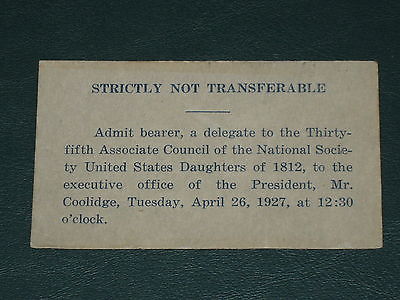 STRICTLY NOT TRANSFERABLE
Admit bearer, a delegate to the Thirty-
fifth Associate Council of the National Socie-
ty United States Daughters of 1812, to the
executive office of the President, Mr.
Coolidge, Tuesday, April 26, 1927, at 12:30
o'clock.